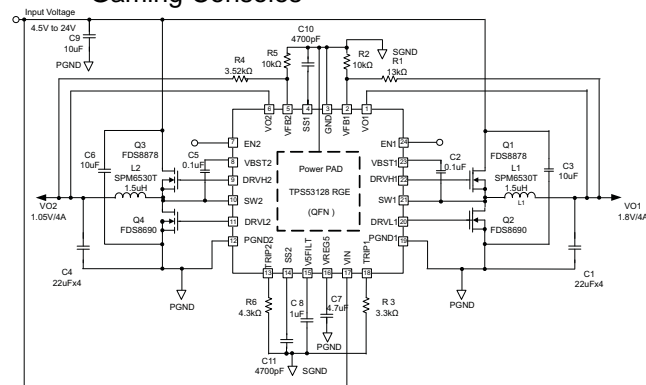 Gaming Consoles
Input Voltage
4.5V to 24V
C9
10uF
PGND
C10
4700pF
SGND
R4
3.52kΩ
R5
10kΩ
R2
10kΩ
R1
13kΩ
6 5 4 3 2 1
VO2 VFB2 SS1 GND VFB1 VO1
Q3
FDS8878
C6
10uF
L2
SPM6530T
1.5uH
C5
0.1uF
7 EN2
8 VBST2
9 DRVH2
10 SW2
11 DRVL2
12 PGND2
Power PAD
TPS53128 RGE
(QFN )
EN1 24
VBST1 23
DRVH1 22
SW1 21
DRVL1 20
PGND1 19
C2
0.1uF
Q1
FDS8878
L1
SPM6530T
1.5uH
L1
C3
10uF
VO2
1.05V/4A
Q4
FDS8690
Q2
FDS8690
VO1
1.8V/4A
C4
22uFx4
PGND
TRIP2 SS2 V5FILT VREG5 VIN TRIP1
13 14 15 16 17 18
PGND
C1
22uFx4
R6
4.3kΩ
C 8
1uF
C7
4.7uF
R 3
3.3kΩ
PGND
C11
4700pF
SGND